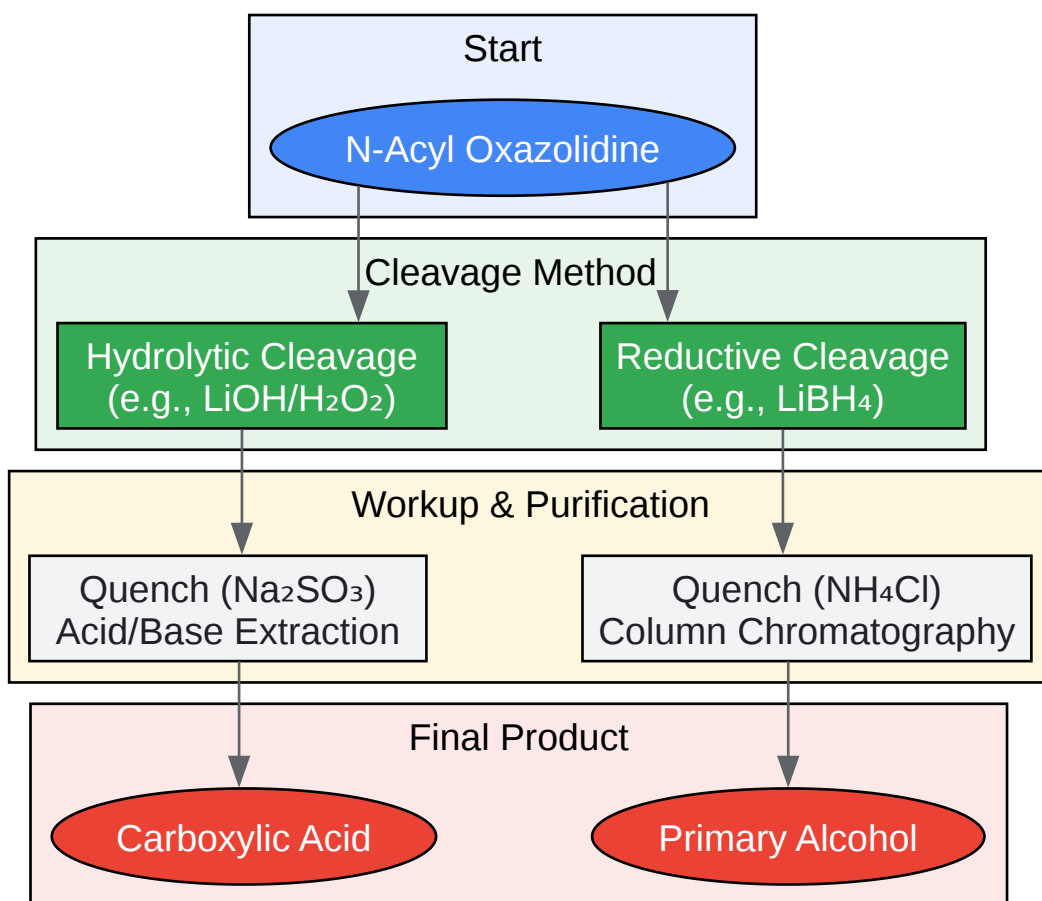 Start
N-Acyl Oxazolidine
Cleavage Method
Hydrolytic Cleavage
(e.g., LiOH/H₂O₂)
Reductive Cleavage
(e.g., LiBH₄)
Workup & Purification
Quench (Na₂SO₃)
Acid/Base Extraction
Quench (NH₄Cl)
Column Chromatography
Final Product
Carboxylic Acid
Primary Alcohol